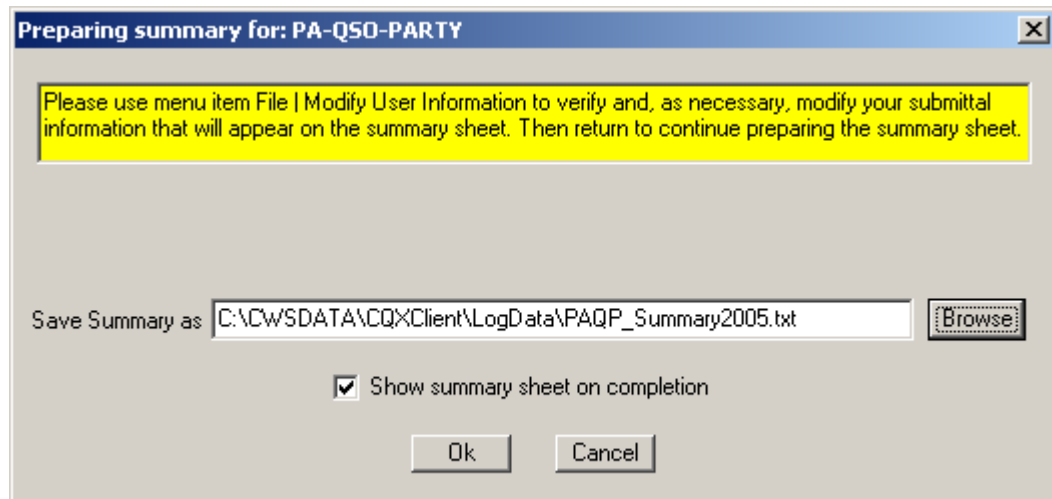 Preparing summary for: PA-QSO-PARTY
Please use menu item File | Modify User Information to verify and, as necessary, modify your submittal
information that will appear on the summary sheet. Then return to continue preparing the summary sheet.
Save Summary as C:\CWSDATA\CQXClient\LogData\PAQP_Summary2005.txt Browse
Show summary sheet on completion
Ok Cancel